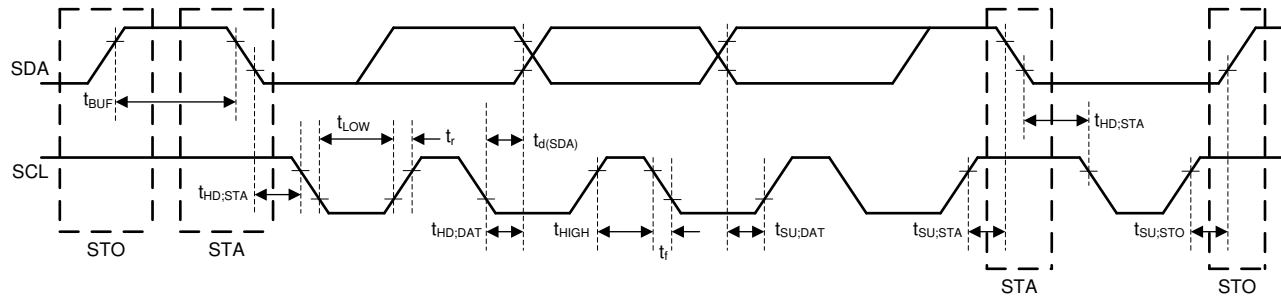 SDA
t_BUF
t_LOW
t_r
t_d(SDA)
t_HD;STA
SCL
t_HD;STA
t_HD;DAT
t_HIGH
t_f
t_SU;DAT
t_SU;STA
t_SU;STO
STO
STA
STA
STO